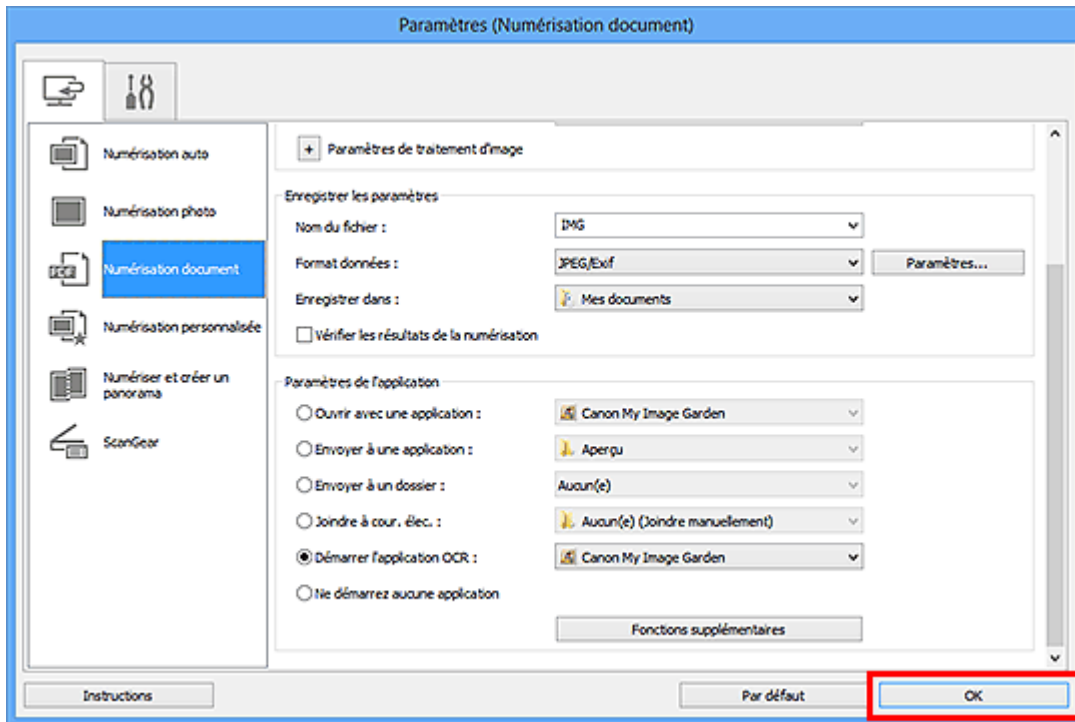 Paramètres (Numérisation document)
Numérisation auto
Numérisation photo
Numérisation document
Numérisation personnalisée
Numériser et créer un
panorama
ScanGear
+ Paramètres de traitement d'image
Enregistrer les paramètres
Nom du fichier : IMG
Format données : JPEG/Exif Paramètres...
Enregistrer dans : Mes documents
Vérifier les résultats de la numérisation
Paramètres de l'application
Ouvrir avec une application : Canon My Image Garden
Envoyer à une application : Aperçu
Envoyer à un dossier : Aucun(e)
Joindre à cour. élec. : Aucun(e) (Joindre manuellement)
Démarrer l'application OCR : Canon My Image Garden
Ne démarrez aucune application
Fonctions supplémentaires
Instructions Par défaut OK